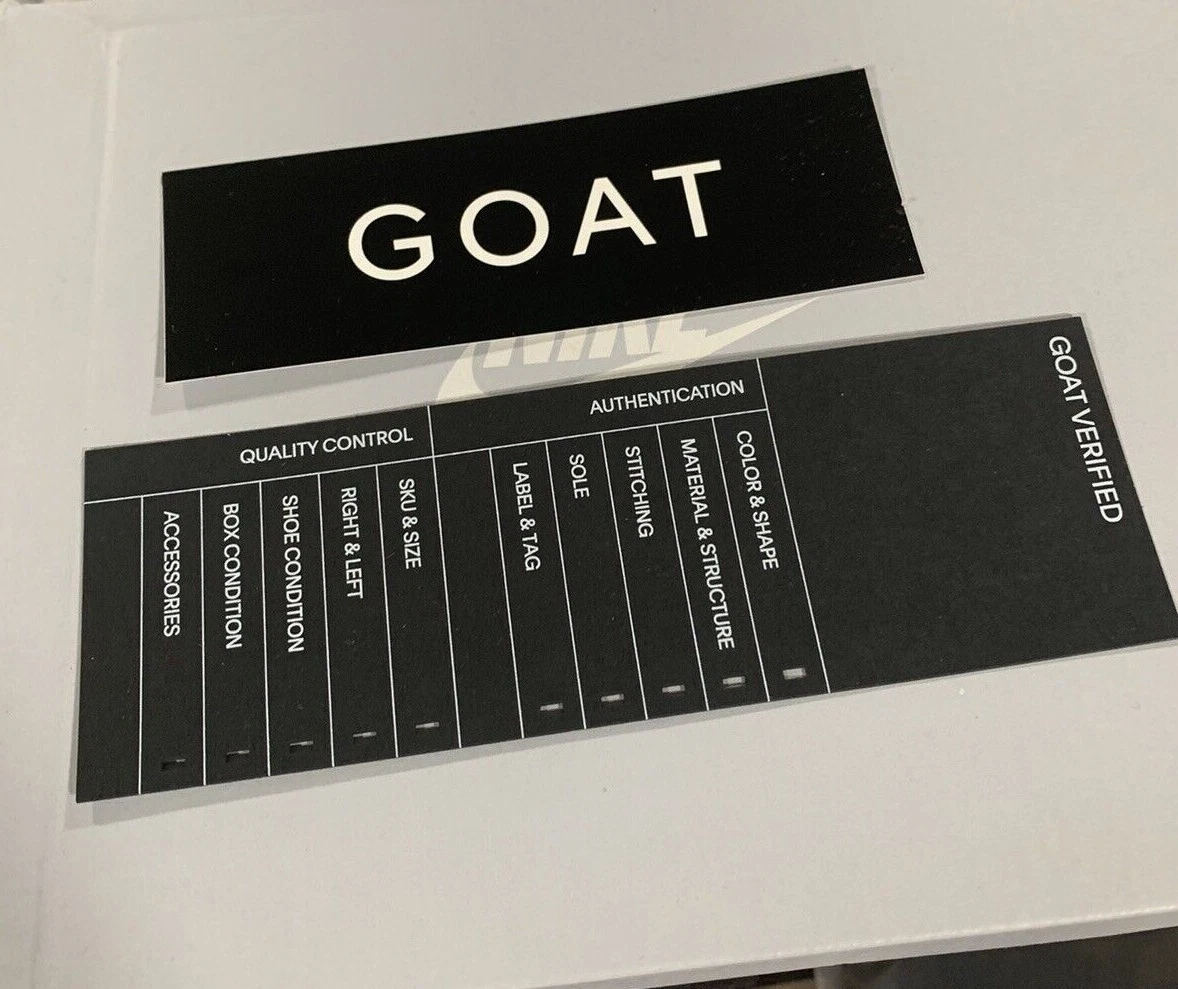 GOAT
NIKE
GOAT VERIFIED
AUTHENTICATION
COLOR & SHAPE
MATERIAL & STRUCTURE
STITCHING
SOLE
LABEL & TAG
QUALITY CONTROL
SKU & SIZE
RIGHT & LEFT
SHOE CONDITION
BOX CONDITION
ACCESSORIES